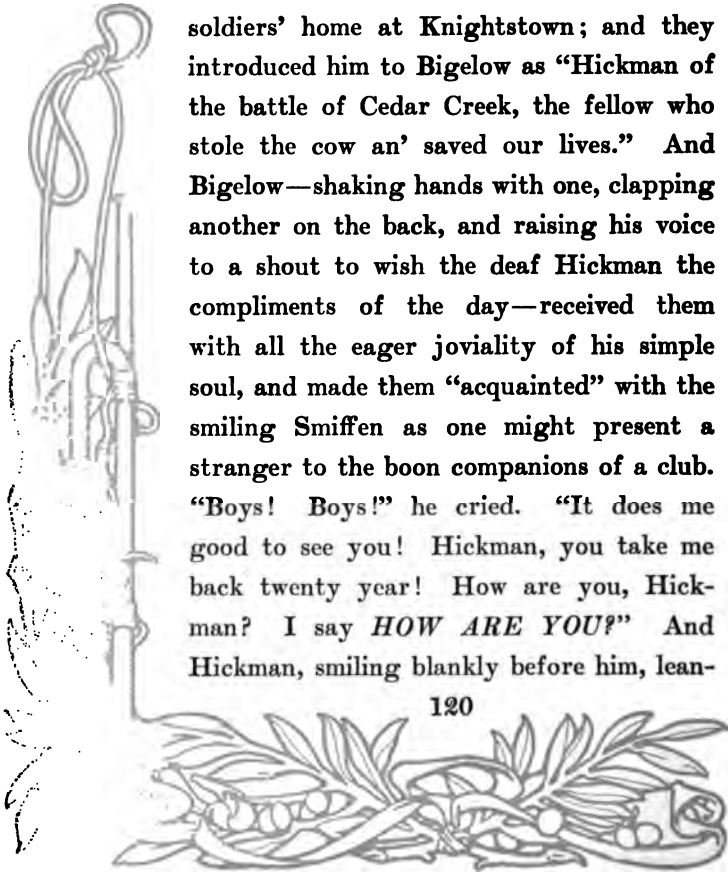 soldiers’ home at Knightstown; and they
introduced him to Bigelow as “Hickman of
the battle of Cedar Creek, the fellow who
stole the cow an’ saved our lives.” And
Bigelow—shaking hands with one, clapping
another on the back, and raising his voice
to a shout to wish the deaf Hickman the
compliments of the day—received them
with all the eager joviality of his simple
soul, and made them “acquainted” with the
smiling Smiffen as one might present a
stranger to the boon companions of a club.
“Boys! Boys!” he cried. “It does me
good to see you! Hickman, you take me
back twenty year! How are you, Hick-
man? I say HOW ARE YOU?” And
Hickman, smiling blankly before him, lean-
120